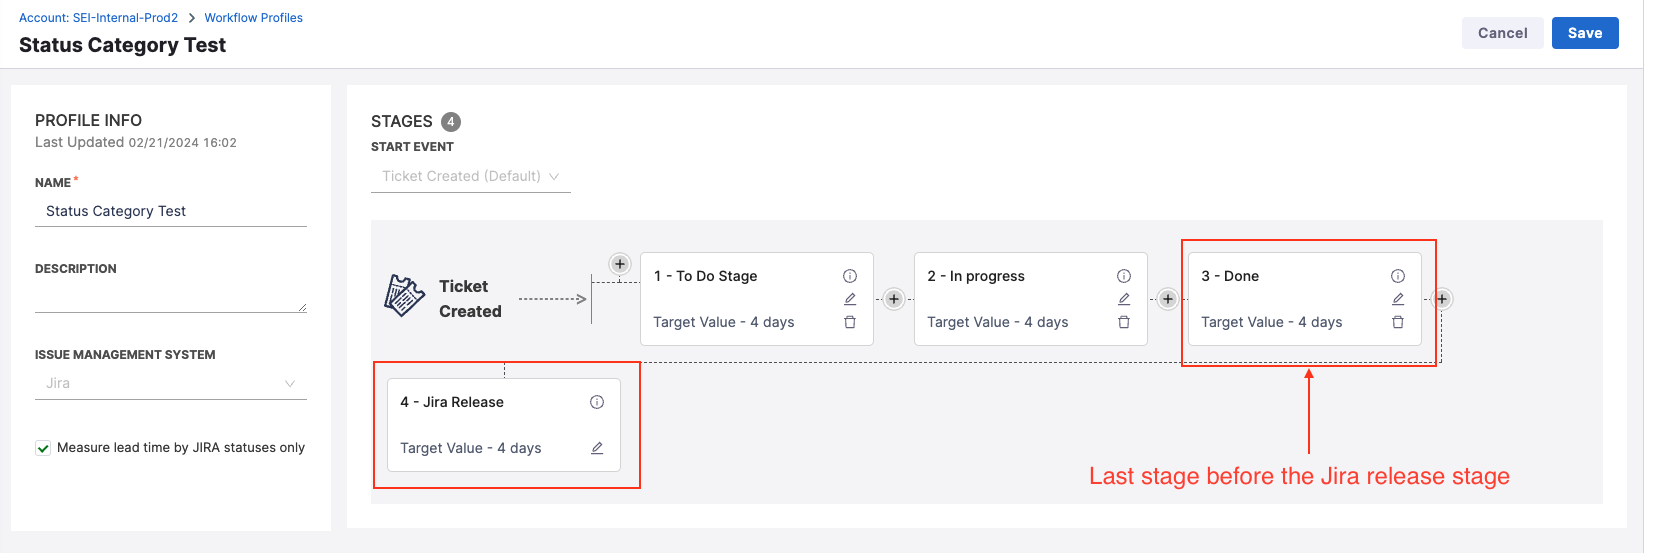 Account: SEI-Internal-Prod2 > Workflow Profiles
Status Category Test
Cancel
Save
PROFILE INFO
Last Updated 02/21/2024 16:02
NAME*
Status Category Test
DESCRIPTION
ISSUE MANAGEMENT SYSTEM
Jira
Measure lead time by JIRA statuses only
STAGES 4
START EVENT
Ticket Created (Default)
Ticket
Created
1 - To Do Stage
Target Value - 4 days
2 - In progress
Target Value - 4 days
3 - Done
Target Value - 4 days
4 - Jira Release
Target Value - 4 days
Last stage before the Jira release stage